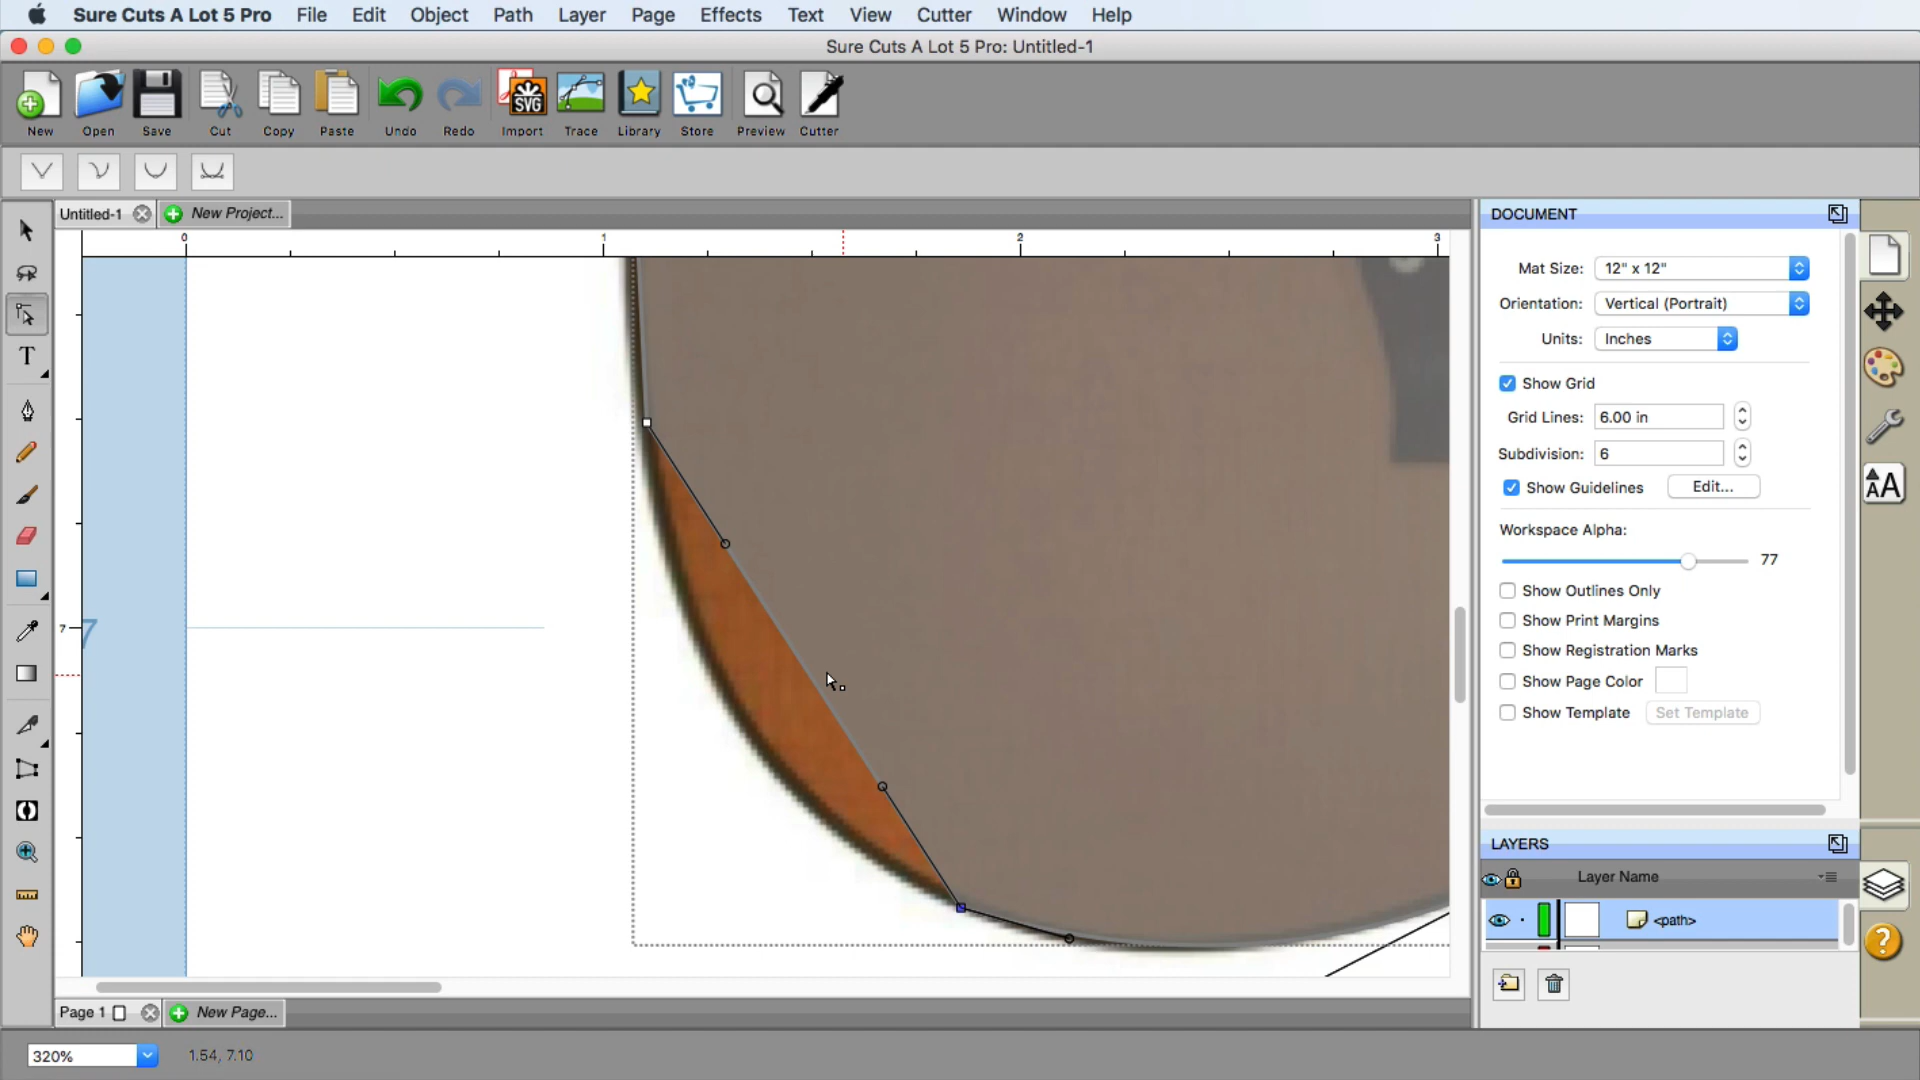 Sure Cuts A Lot 5 Pro File Edit Object Path Layer Page Effects Text View Cutter Window Help
Sure Cuts A Lot 5 Pro: Untitled-1
SVG
New Open Save Cut Copy Paste Undo Redo Import Trace Library Store Preview Cutter
Untitled-1 New Project...
0 1 2 3
7 7
T
Page 1 New Page...
320% 1.54, 7.10
DOCUMENT
Mat Size: 12" x 12"
Orientation: Vertical (Portrait)
Units: Inches
Show Grid
Grid Lines: 6.00 in
Subdivision: 6
Show Guidelines Edit...
Workspace Alpha:
77
Show Outlines Only
Show Print Margins
Show Registration Marks
Show Page Color
Show Template Set Template
AA
LAYERS
Layer Name
<path>
?